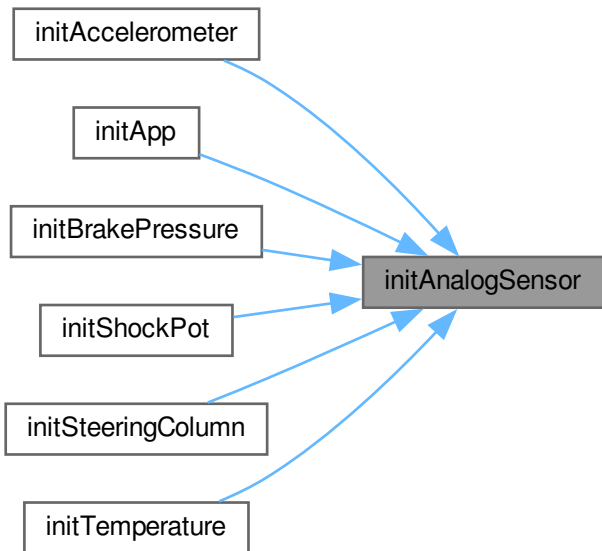 initAccelerometer
initApp
initBrakePressure
initAnalogSensor
initShockPot
initSteeringColumn
initTemperature